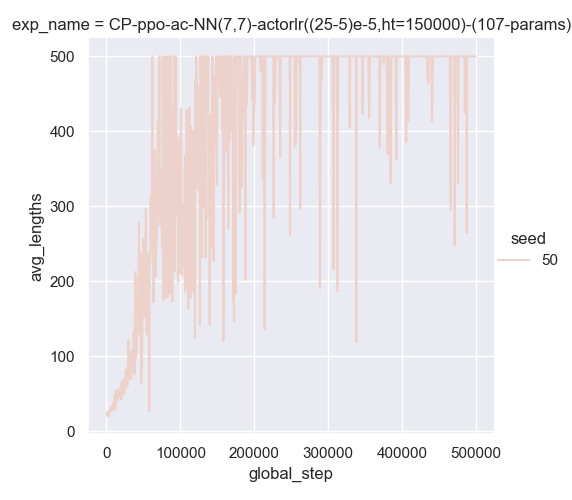 exp_name = CP-ppo-ac-NN(7,7)-actorlr((25-5)e-5,ht=150000)-(107-params)
500
400
300
200
100
0
avg_lengths
0 100000 200000 300000 400000 500000
global_step
seed
50